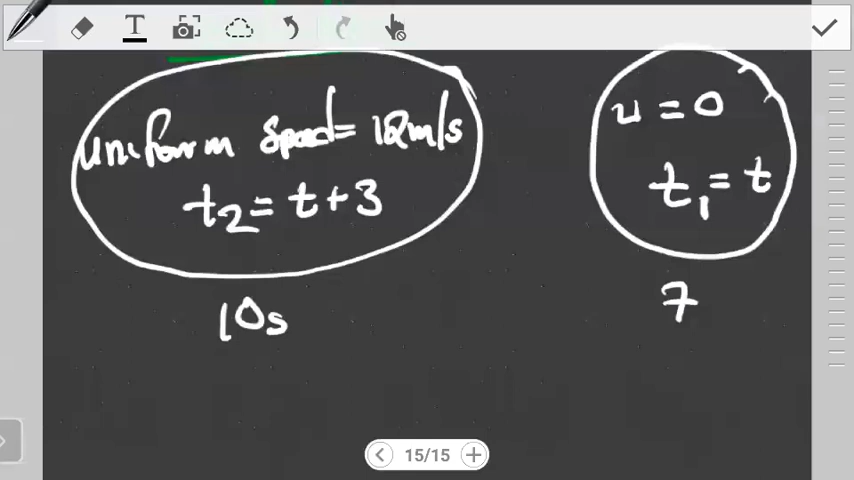 T
uniform speed = 12m/s
t2 = t+3
10s
u = 0
t1 = t
7
15/15